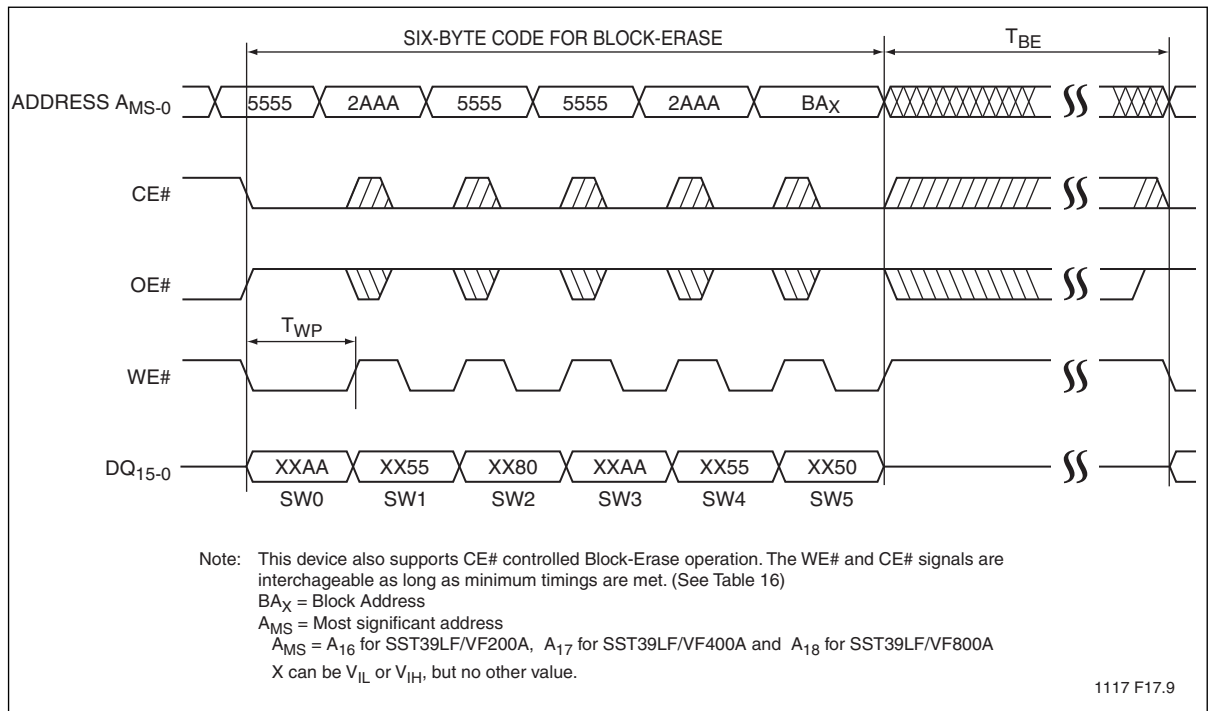 SIX-BYTE CODE FOR BLOCK-ERASE TBE
ADDRESS AMS-0 5555 2AAA 5555 5555 2AAA BAX
CE#
OE#
TWP
WE#
DQ15-0 XXAA XX55 XX80 XXAA XX55 XX50
SW0 SW1 SW2 SW3 SW4 SW5
Note: This device also supports CE# controlled Block-Erase operation. The WE# and CE# signals are
interchageable as long as minimum timings are met. (See Table 16)
BAX = Block Address
AMS = Most significant address
AMS = A16 for SST39LF/VF200A, A17 for SST39LF/VF400A and A18 for SST39LF/VF800A
X can be VIL or VIH, but no other value.
1117 F17.9